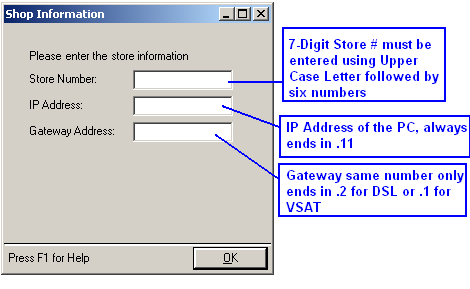 Shop Information
Please enter the store information
Store Number:
IP Address:
Gateway Address:
Press F1 for Help
OK
7-Digit Store # must be
entered using Upper
Case Letter followed by
six numbers
IP Address of the PC, always
ends in .11
Gateway same number only
ends in .2 for DSL or .1 for
VSAT